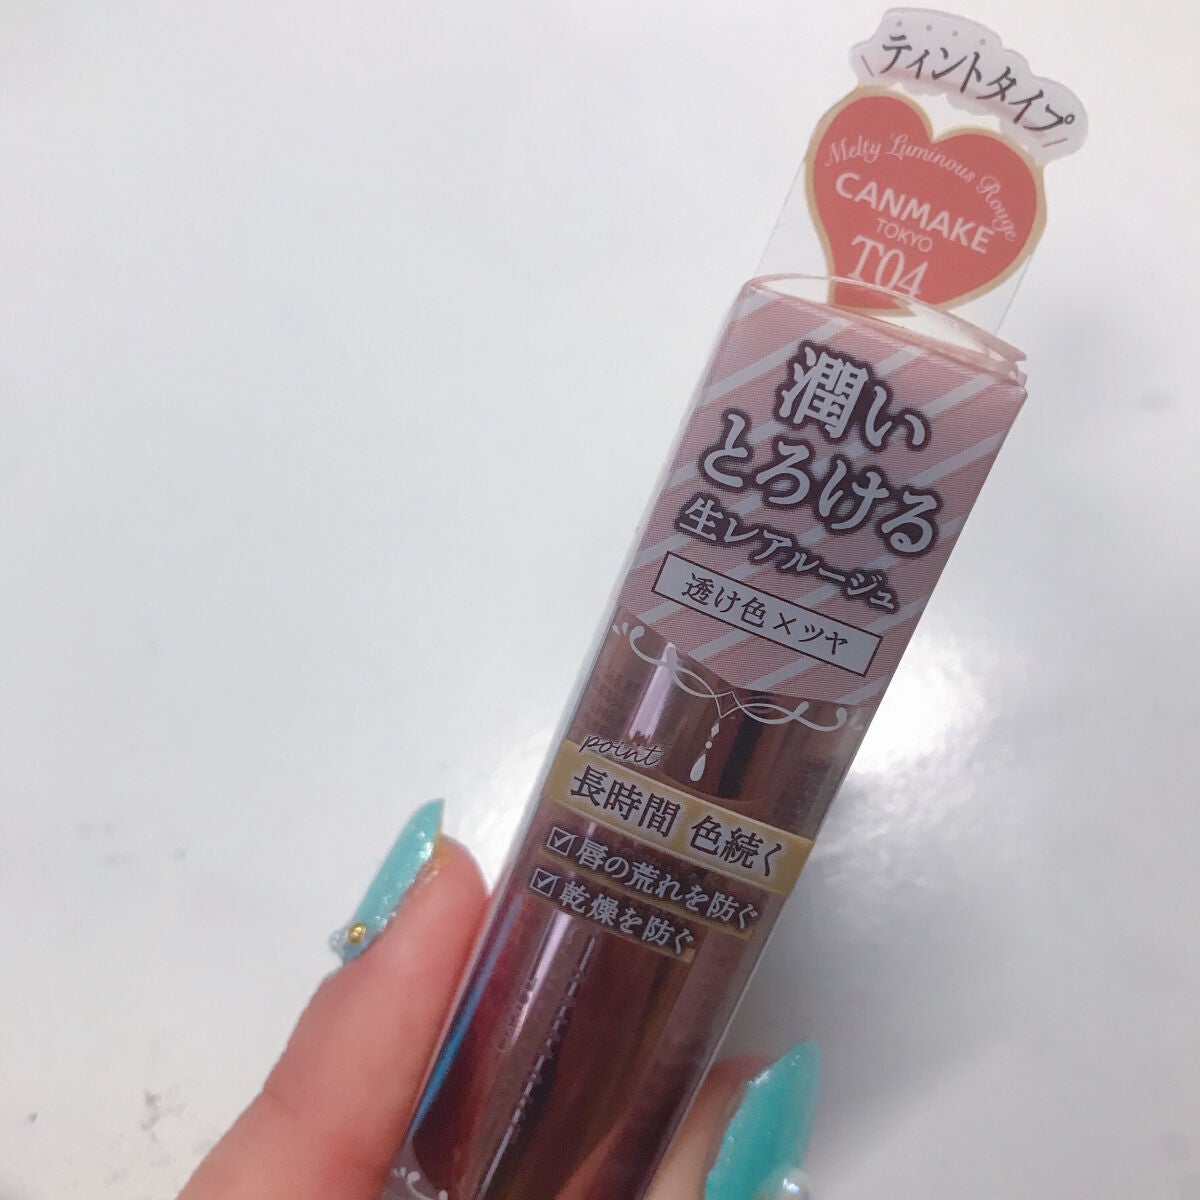 ティントタイプ
Melty Luminous Rouge
CANMAKE
TOKYO
T04
潤い
とろける
生レアルージュ
透け色×ツヤ
point
長時間 色続く
唇の荒れを防ぐ
乾燥を防ぐ